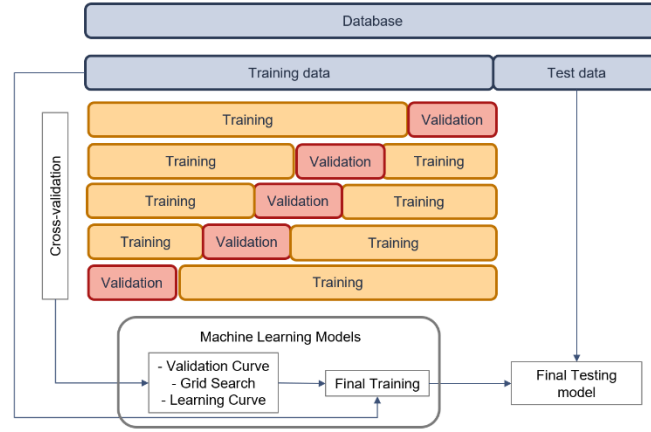 Database
Training data
Test data
Cross-validation
Training
Validation
Training
Validation
Training
Training
Validation
Training
Training
Validation
Training
Validation
Training
Machine Learning Models
- Validation Curve
- Grid Search
- Learning Curve
Final Training
Final Testing
model